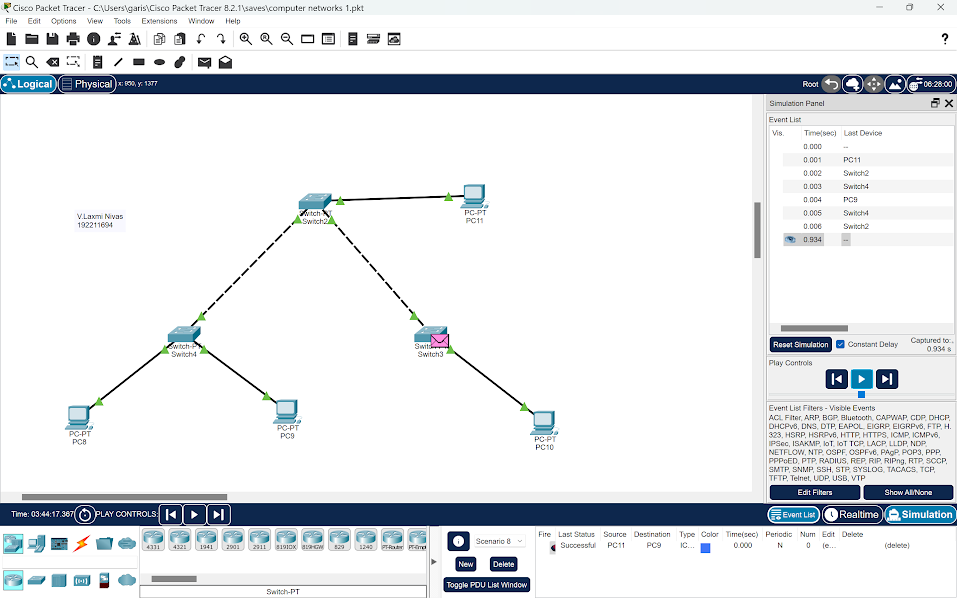 Cisco Packet Tracer - C:\Users\garis\Cisco Packet Tracer 8.2.1\saves\computer networks 1.pkt
File Edit Options View Tools Extensions Window Help
Logical Physical x: 950, y: 1377 Root 06:28:00
Simulation Panel
Event List
Vis. Time(sec) Last Device
0.000 --
0.001 PC11
0.002 Switch2
0.003 Switch4
0.004 PC9
0.005 Switch4
0.006 Switch2
0.934 --
Reset Simulation Constant Delay Captured to:
0.934 s
Play Controls
Event List Filters - Visible Events
ACL Filter, ARP, BGP, Bluetooth, CAPWAP, CDP, DHCP,
DHCPv6, DNS, DTP, EAPOL, EIGRP, EIGRPv6, FTP, H.
323, HSRP, HSRPv6, HTTP, HTTPS, ICMP, ICMPv6,
IPSec, ISAKMP, IoT, IoT TCP, LACP, LLDP, NDP,
NETFLOW, NTP, OSPF, OSPFv6, PAgP, POP3, PPP,
PPPoED, PTP, RADIUS, REP, RIP, RIPng, RTP, SCCP,
SMTP, SNMP, SSH, STP, SYSLOG, TACACS, TCP,
TFTP, Telnet, UDP, USB, VTP
Edit Filters Show All/None
V.Laxmi Nivas
192211694
Switch2
PC-PT
PC11
Switch4
Switch3
PC-PT
PC8
PC-PT
PC9
PC-PT
PC10
Time: 03:44:17.367 PLAY CONTROLS: Event List Realtime Simulation
4331 4321 1941 2901 2911 819IOX 819HGW 829 1240 PT-Router PT-Empt
Switch-PT
Scenario 8
New Delete
Toggle PDU List Window
Fire Last Status Source Destination Type Color Time(sec) Periodic Num Edit Delete
Successful PC11 PC9 IC... 0.000 N 0 (e... (delete)